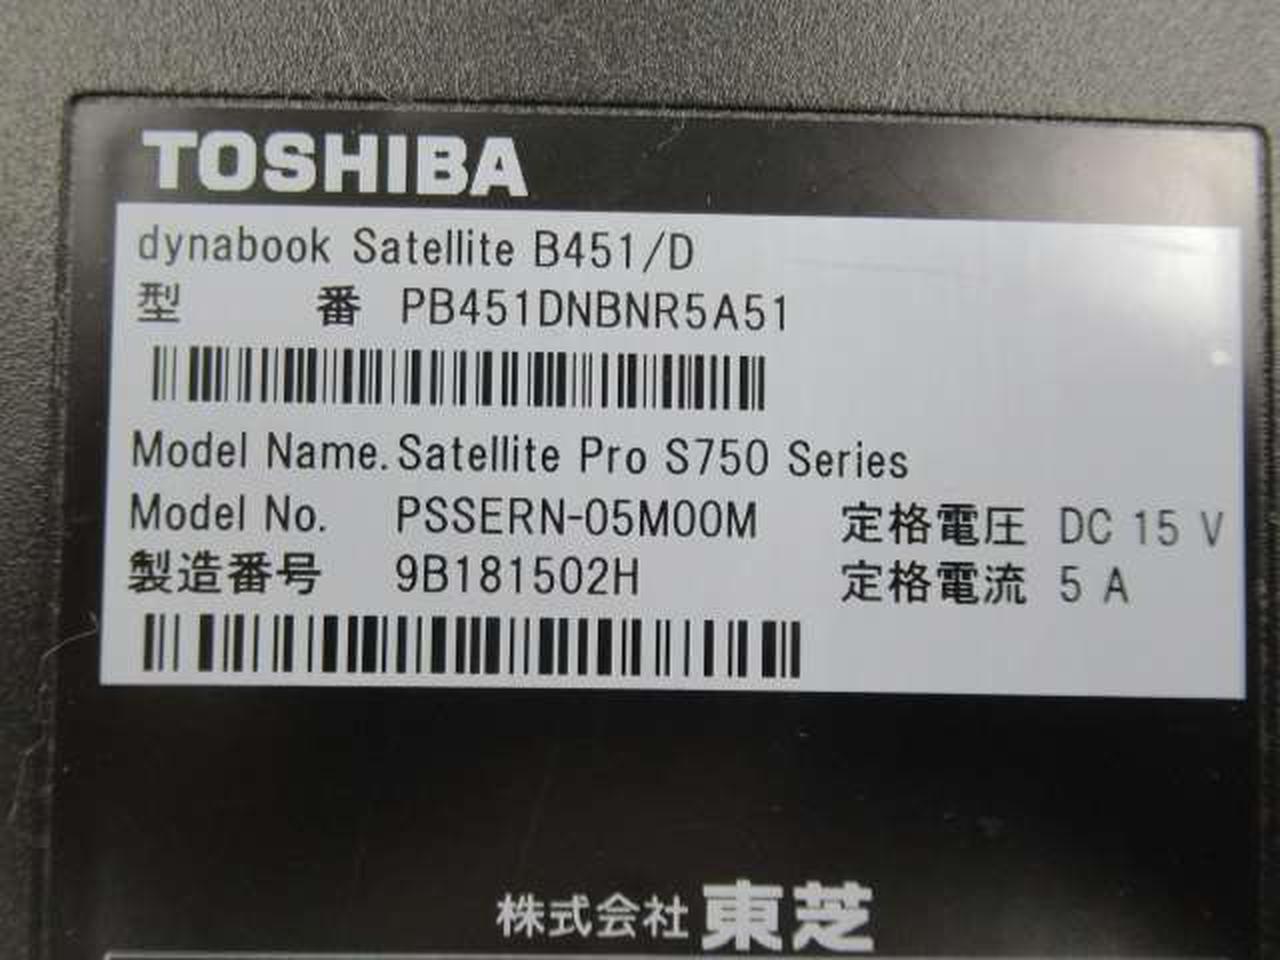 TOSHIBA
dynabook Satellite B451/D
型 番 PB451DNBNR5A51
Model Name. Satellite Pro S750 Series
Model No. PSSERN-05M00M 定格電圧 DC 15 V
製造番号 9B181502H 定格電流 5 A
株式会社 東芝